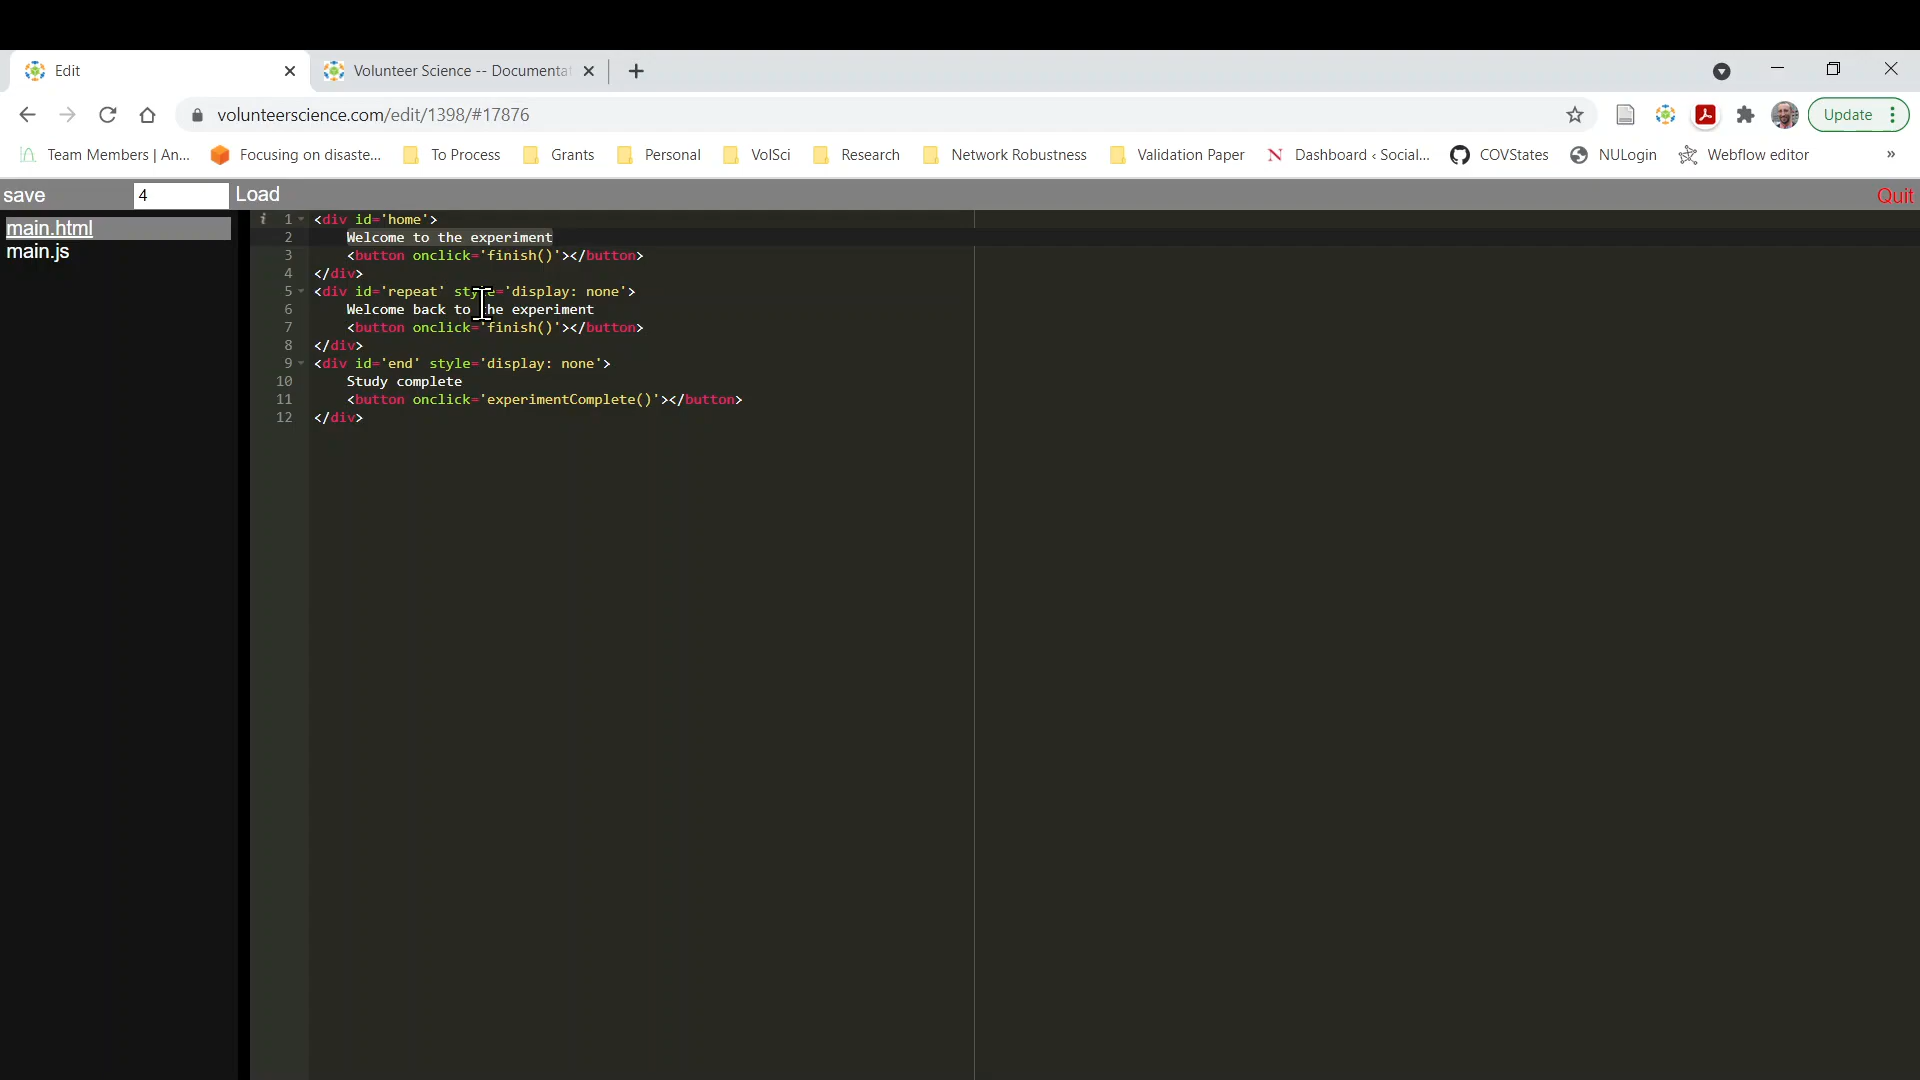 Edit
Volunteer Science -- Documenta
volunteerscience.com/edit/1398/#17876
Update
Team Members | An...
Focusing on disaste...
To Process
Grants
Personal
VolSci
Research
Network Robustness
Validation Paper
Dashboard ‹ Social...
COVStates
NULogin
Webflow editor
»
save
4
Load
Quit
main.html
main.js
i 1 <div id='home'>
2 Welcome to the experiment
3 <button onclick='finish()'></button>
4 </div>
5 <div id='repeat' style='display: none'>
6 Welcome back to the experiment
7 <button onclick='finish()'></button>
8 </div>
9 <div id='end' style='display: none'>
10 Study complete
11 <button onclick='experimentComplete()'></button>
12 </div>